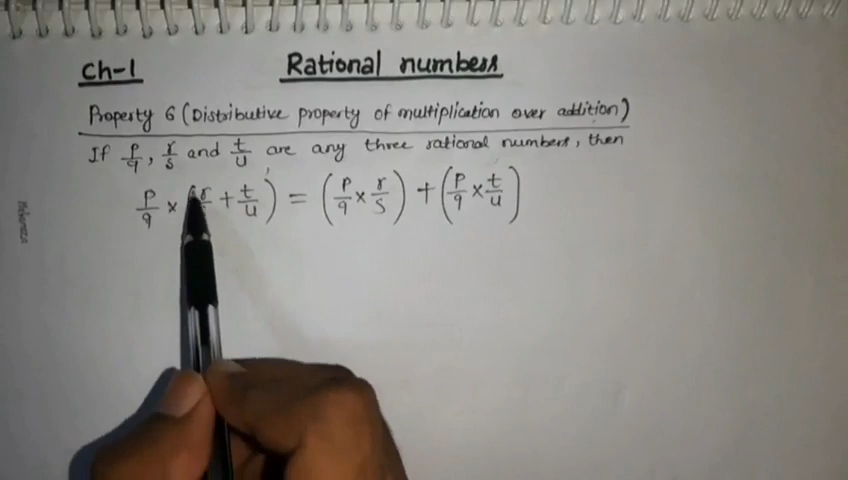 Ch-1 Rational numbers
Property 6 (Distributive property of multiplication over addition)
If p/q, r/s and t/u are any three rational numbers, then
p/q × (r/s + t/u) = (p/q × r/s) + (p/q × t/u)